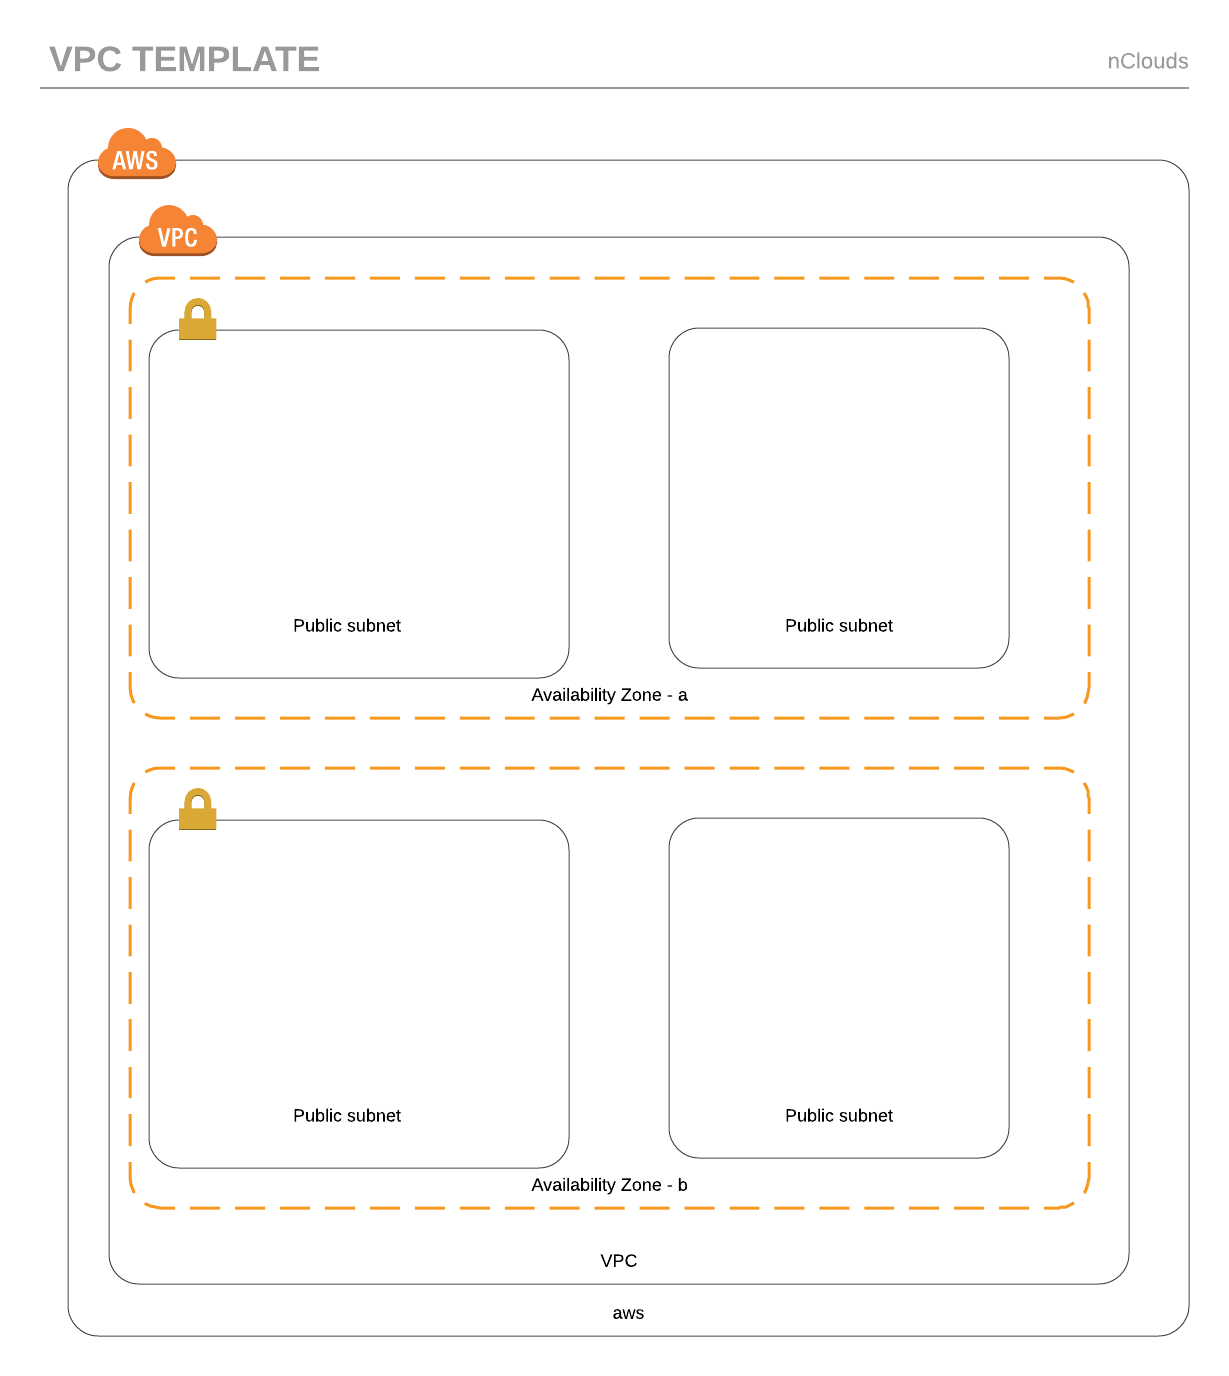 VPC TEMPLATE
nClouds
AWS
VPC
Public subnet
Public subnet
Availability Zone - a
Public subnet
Public subnet
Availability Zone - b
VPC
aws